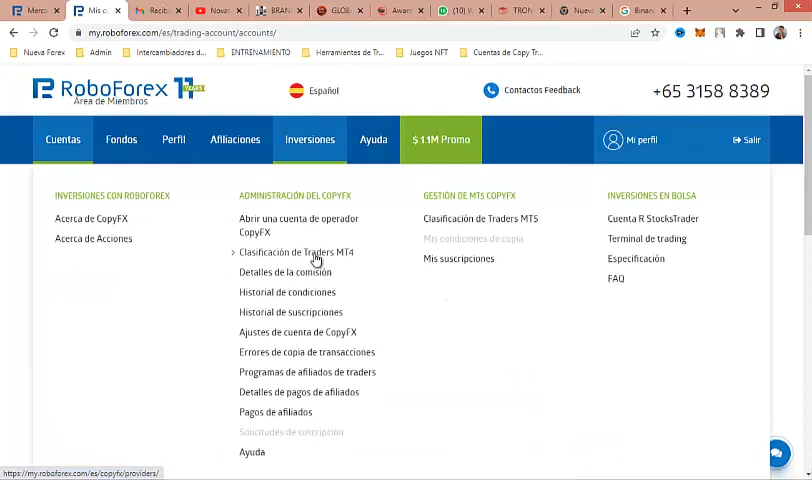 Merca
Mis c
Recib
Nova
BRAN
GLOB
Awar
(10) V
TRON
Nueva
Binan
my.roboforex.com/es/trading-account/accounts/
Nueva Forex
Admin
Intercambiadores d...
ENTRENAMIENTO
Herramientas de Tr...
Juegos NFT
Cuentas de Copy Tr...
RoboForex 11 YEARS
Área de Miembros
Español
Contactos Feedback
+65 3158 8389
Cuentas
Fondos
Perfil
Afiliaciones
Inversiones
Ayuda
$ 1.1M Promo
Mi perfil
Salir
INVERSIONES CON ROBOFOREX
Acerca de CopyFX
Acerca de Acciones
ADMINISTRACIÓN DEL COPYFX
Abrir una cuenta de operador
CopyFX
Clasificación de Traders MT4
Detalles de la comisión
Historial de condiciones
Historial de suscripciones
Ajustes de cuenta de CopyFX
Errores de copia de transacciones
Programas de afiliados de traders
Detalles de pagos de afiliados
Pagos de afiliados
Solicitudes de suscripción
Ayuda
GESTIÓN DE MT5 COPYFX
Clasificación de Traders MT5
Mis condiciones de copia
Mis suscripciones
INVERSIONES EN BOLSA
Cuenta R StocksTrader
Terminal de trading
Especificación
FAQ
https://my.roboforex.com/es/copyfx/providers/